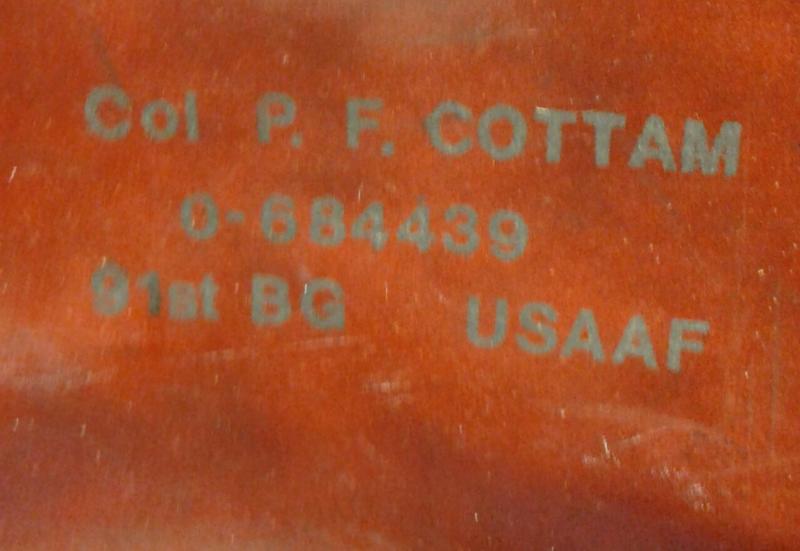 Col P. F. COTTAM
0-684439
91st BG USAAF